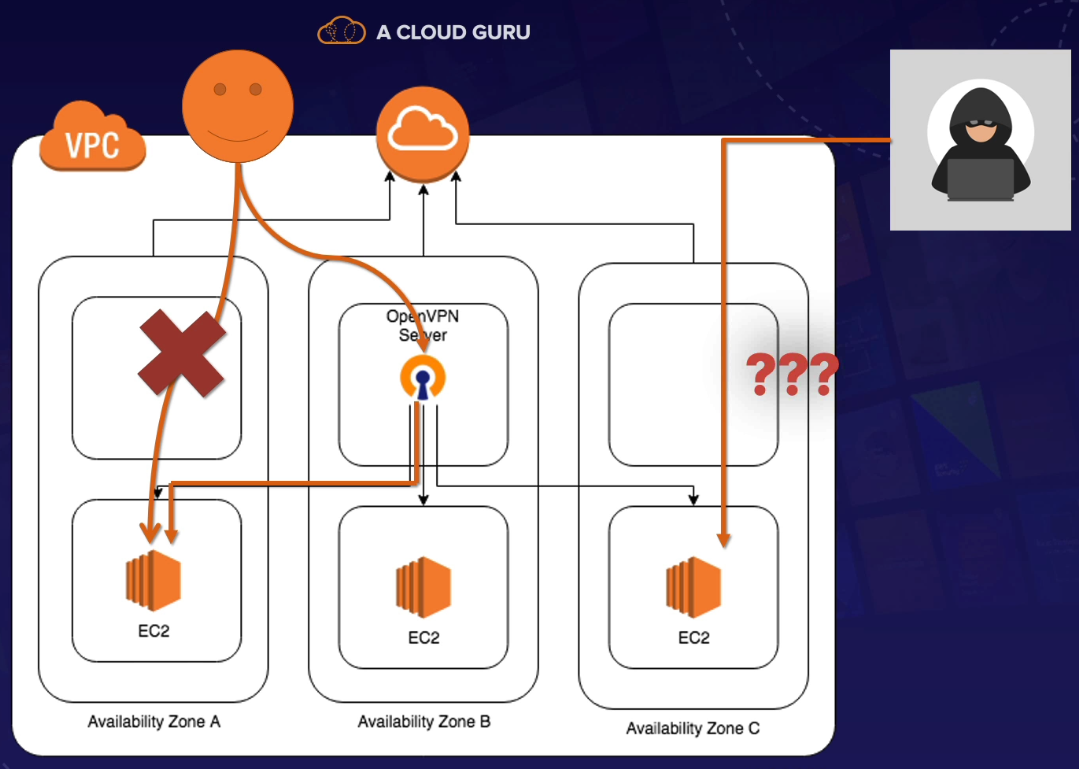 A CLOUD GURU
VPC
OpenVPN
Server
???
EC2
EC2
EC2
Availability Zone A
Availability Zone B
Availability Zone C